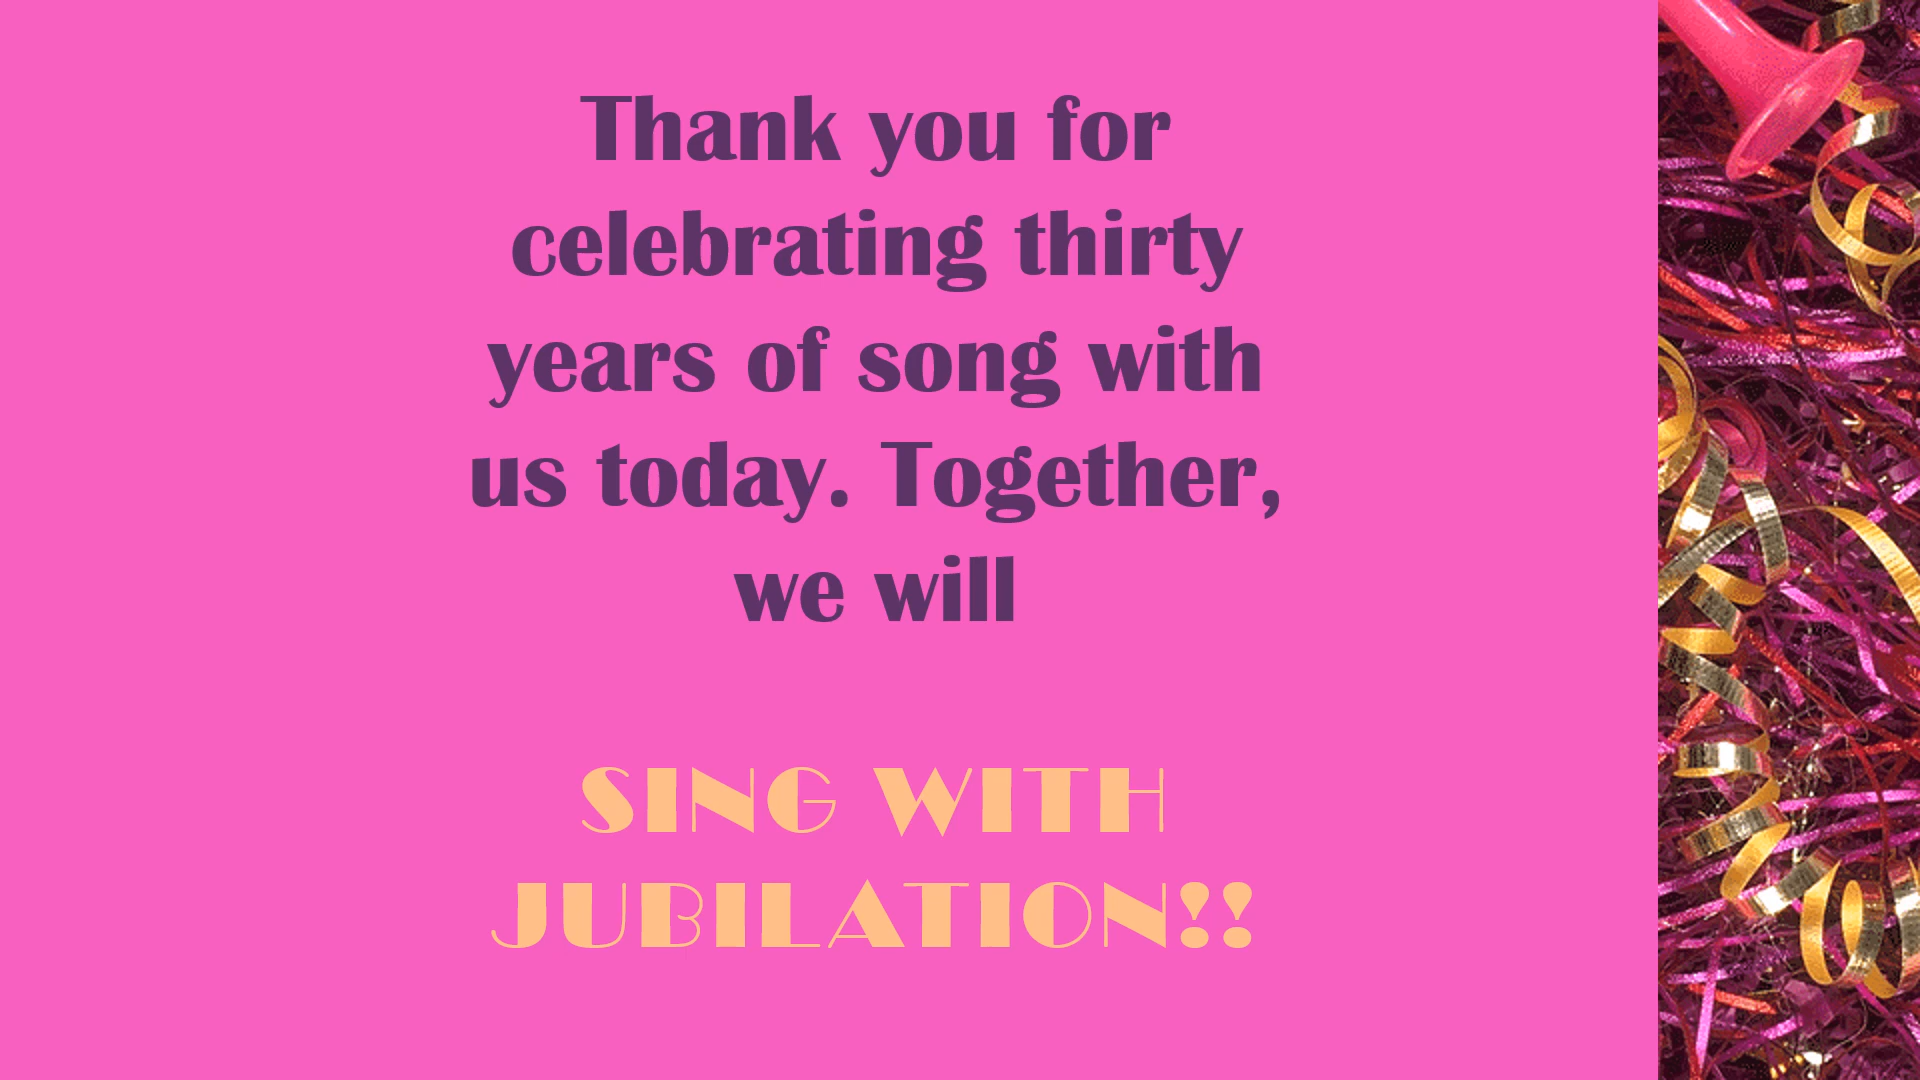 Thank you for
celebrating thirty
years of song with
us today. Together,
we will
SING WITH
JUBILATION!!